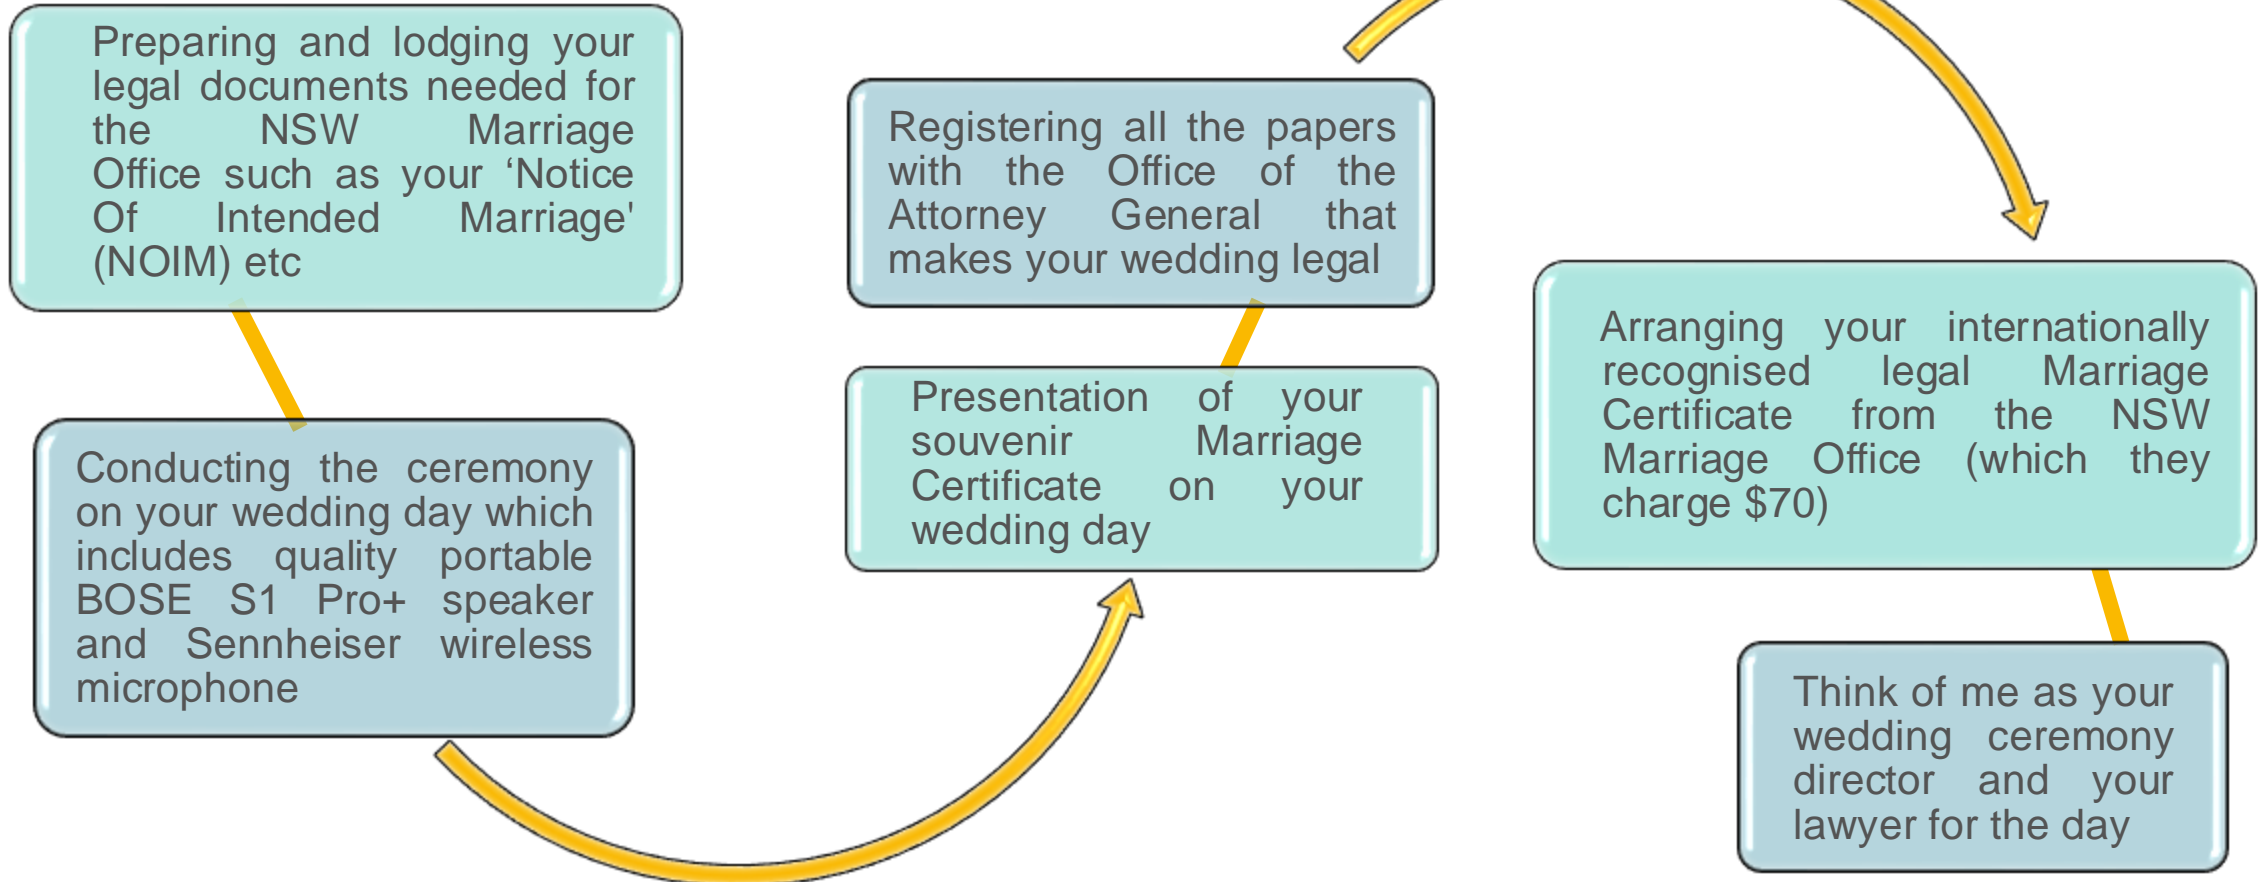 Preparing and lodging your
legal documents needed for
the NSW Marriage
Office such as your ‘Notice
Of Intended Marriage'
(NOIM) etc
Conducting the ceremony
on your wedding day which
includes quality portable
BOSE S1 Pro+ speaker
and Sennheiser wireless
microphone
Presentation of your
souvenir Marriage
Certificate on your
wedding day
Registering all the papers
with the Office of the
Attorney General that
makes your wedding legal
Arranging your internationally
recognised legal Marriage
Certificate from the NSW
Marriage Office (which they
charge $70)
Think of me as your
wedding ceremony
director and your
lawyer for the day